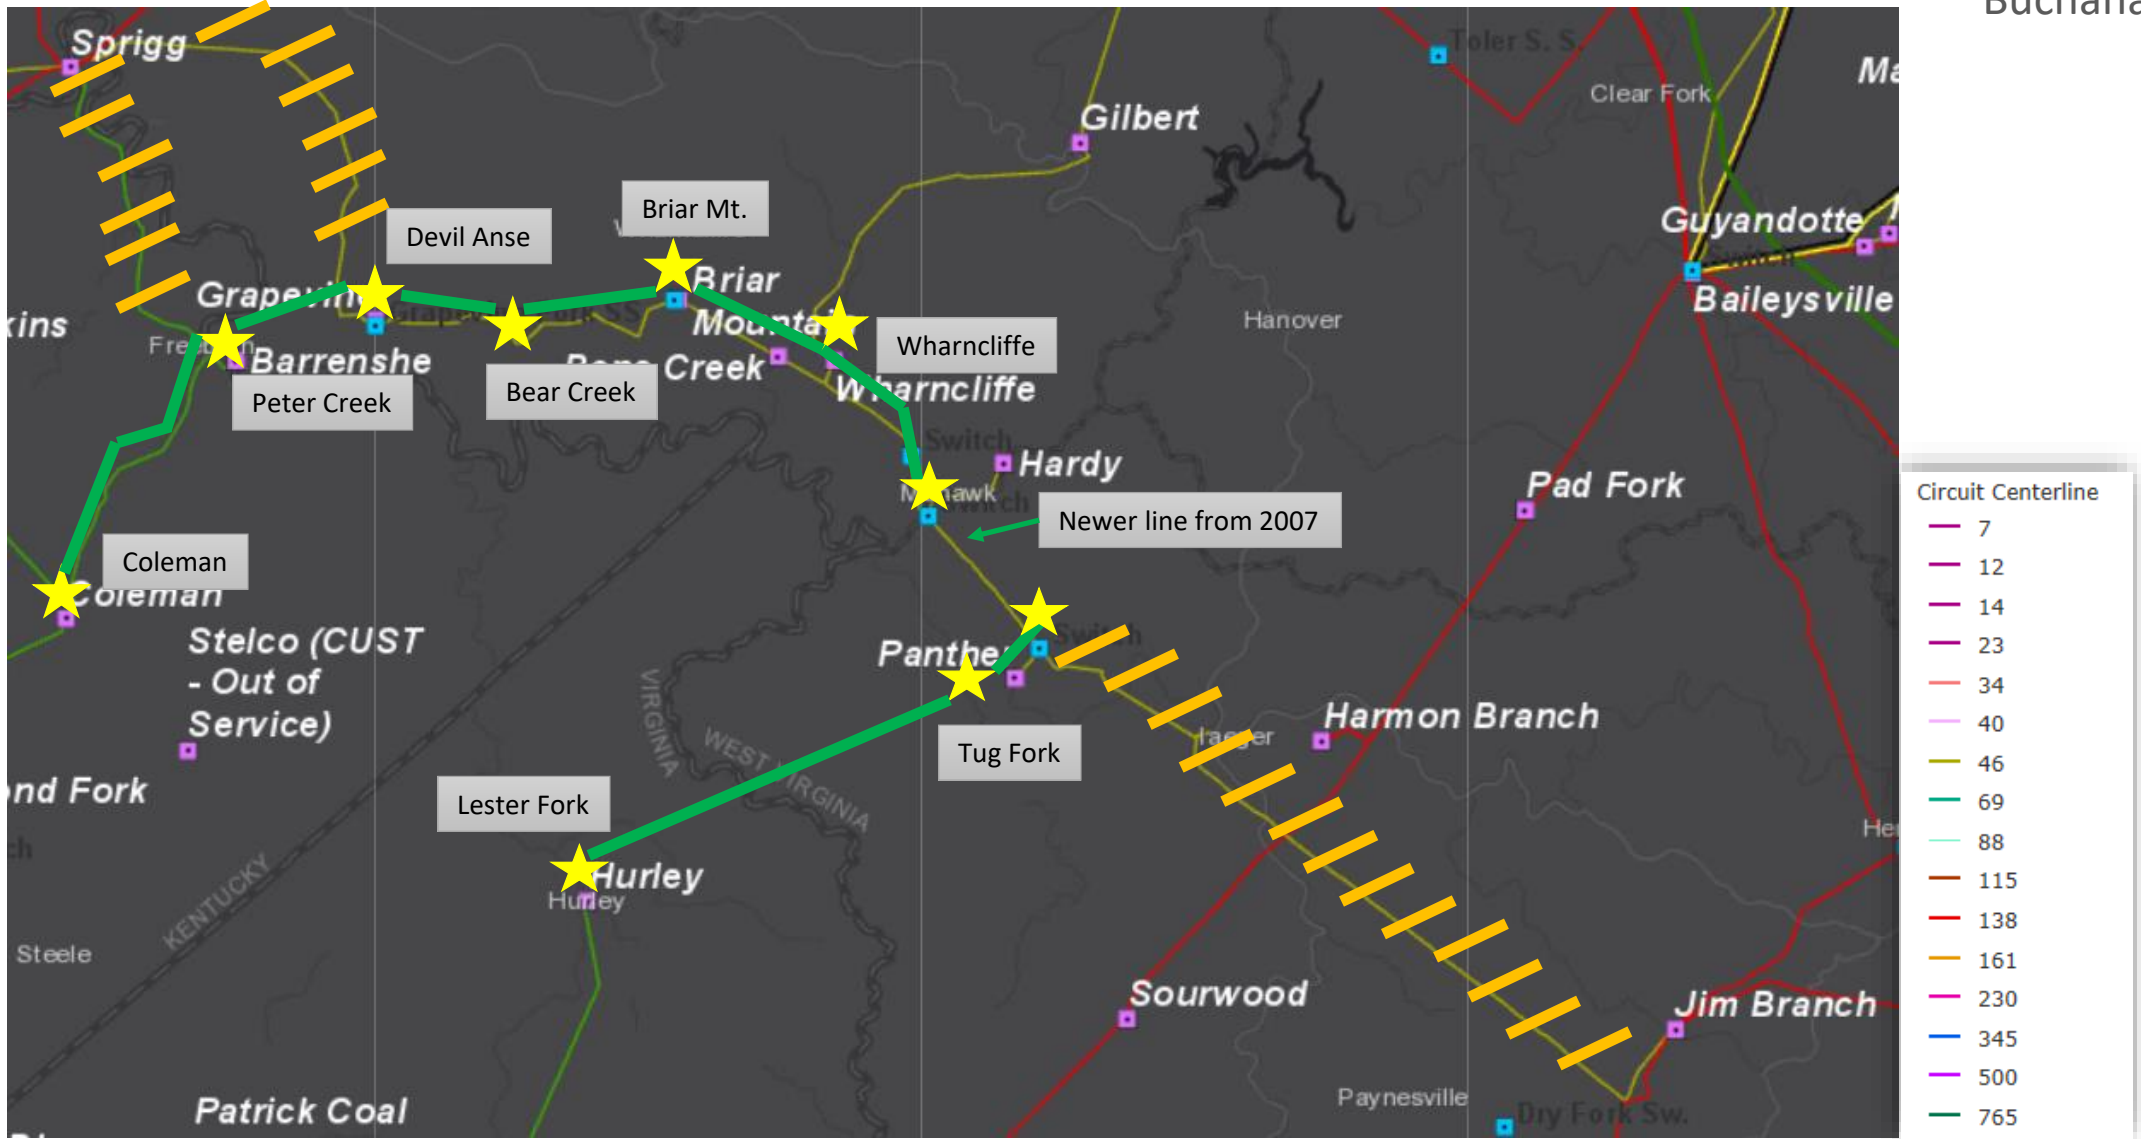 Sprigg
Toler S. S.
Clear Fork
Gilbert
Briar Mt.
Devil Anse
Guyandotte
Switch
Briar
Baileysville
Hanover
Mountain
Wharncliffe
Barrenshe
Creek
Bear Creek
Peter Creek
Wharncliffe
Switch
Hardy
Pad Fork
Newer line from 2007
Coleman
Coleman
Stelco (CUST
- Out of
Service)
Switch
Panther
Tug Fork
Harmon Branch
Iaeger
VIRGINIA
WEST VIRGINIA
KENTUCKY
Lester Fork
Hurley
Hurley
Steele
Sourwood
Jim Branch
Paynesville
Dry Fork Sw.
Patrick Coal
Circuit Centerline
7
12
14
23
34
40
46
69
88
115
138
161
230
345
500
765